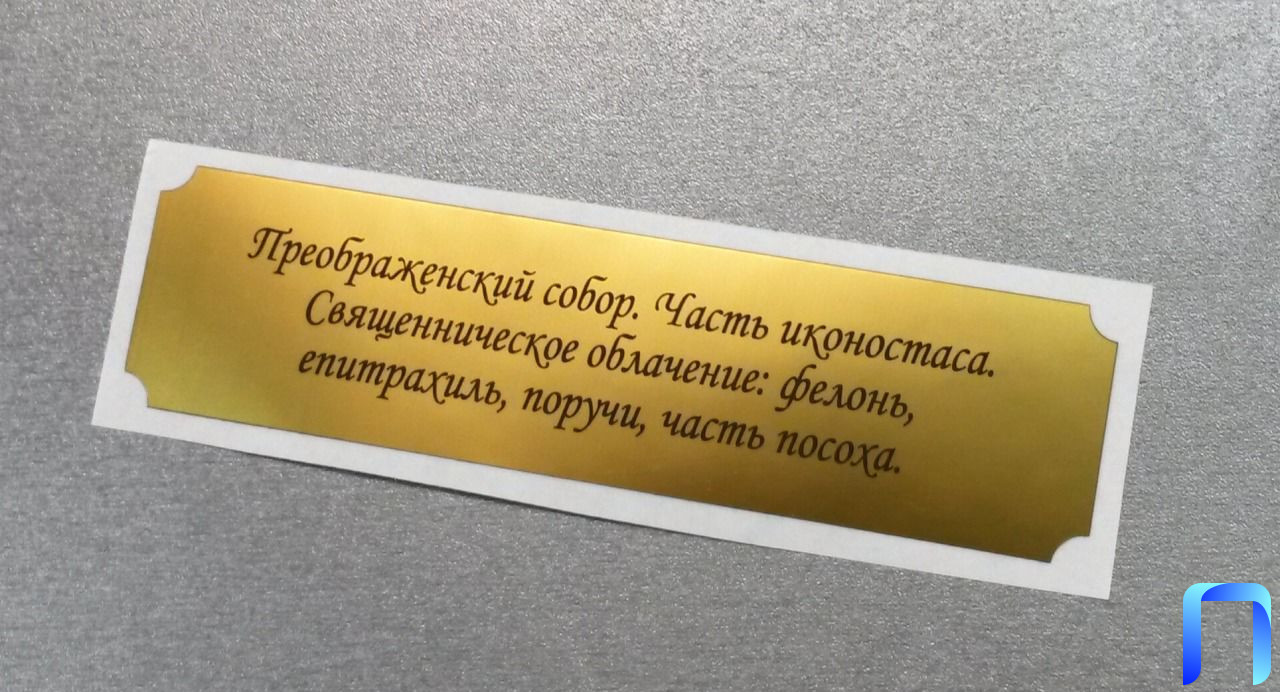 Преображенский собор. Часть иконостаса.
Священническое облачение: фелонь,
епитрахиль, поручи, часть посоха.